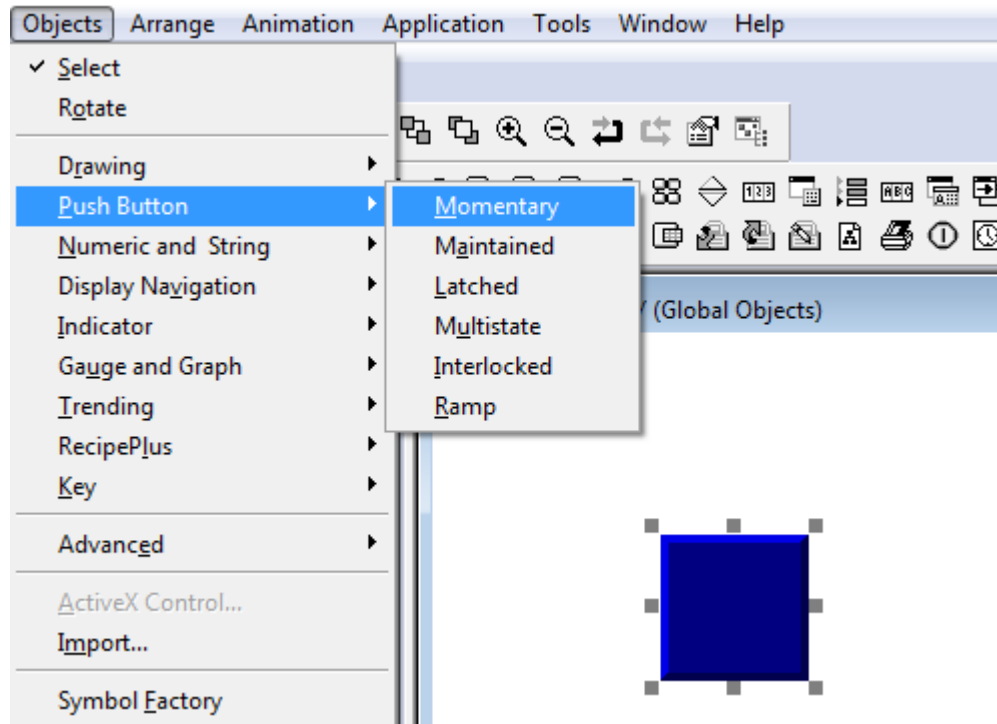 Objects Arrange Animation Application Tools Window Help
Select
Rotate
Drawing
Push Button
Numeric and String
Display Navigation
Indicator
Gauge and Graph
Trending
RecipePlus
Key
Advanced
ActiveX Control...
Import...
Symbol Factory
Momentary
Maintained
Latched
Multistate
Interlocked
Ramp
123
ABC
(Global Objects)